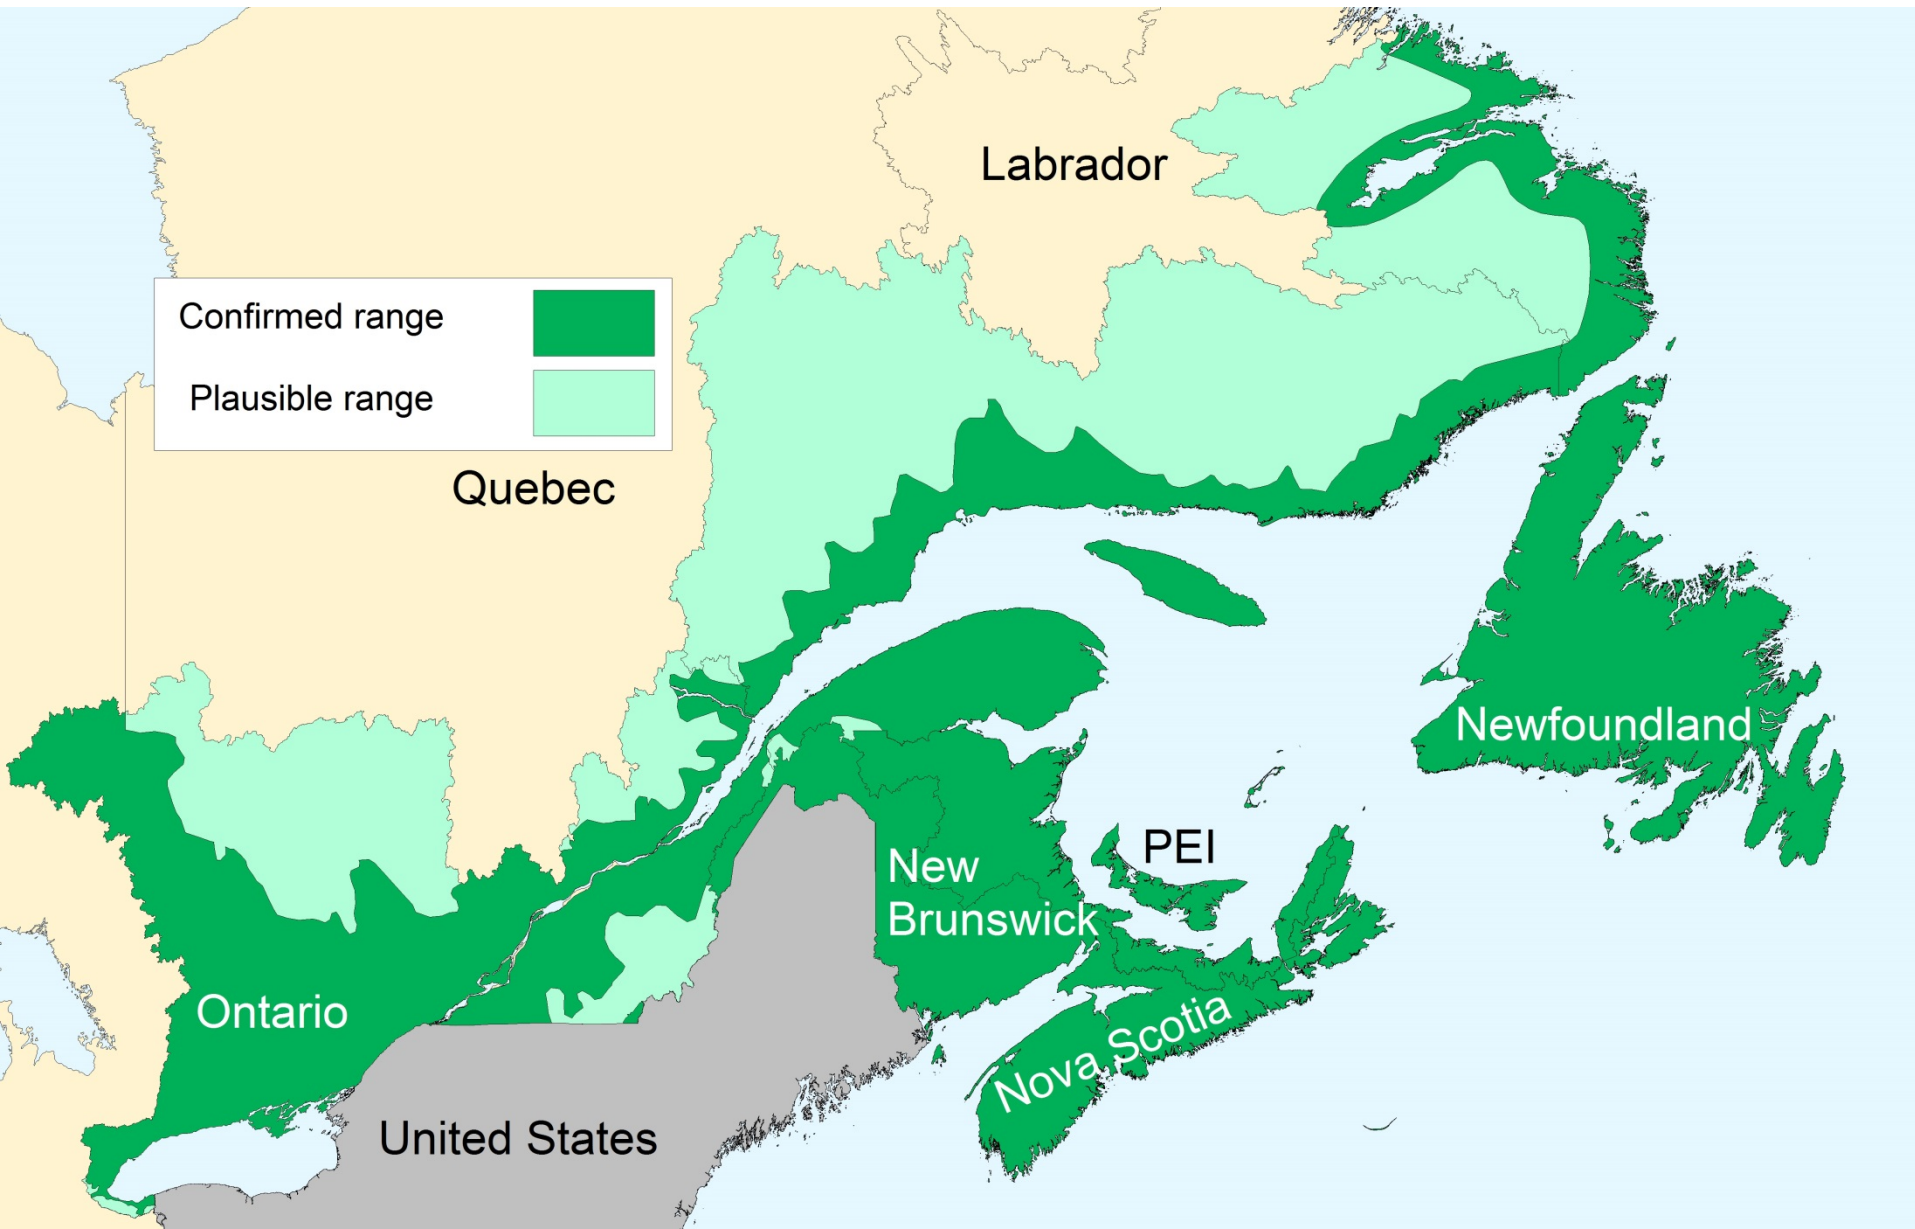 Labrador
Confirmed range
Plausible range
Quebec
Newfoundland
PEI
New
Brunswick
Ontario
Nova Scotia
United States